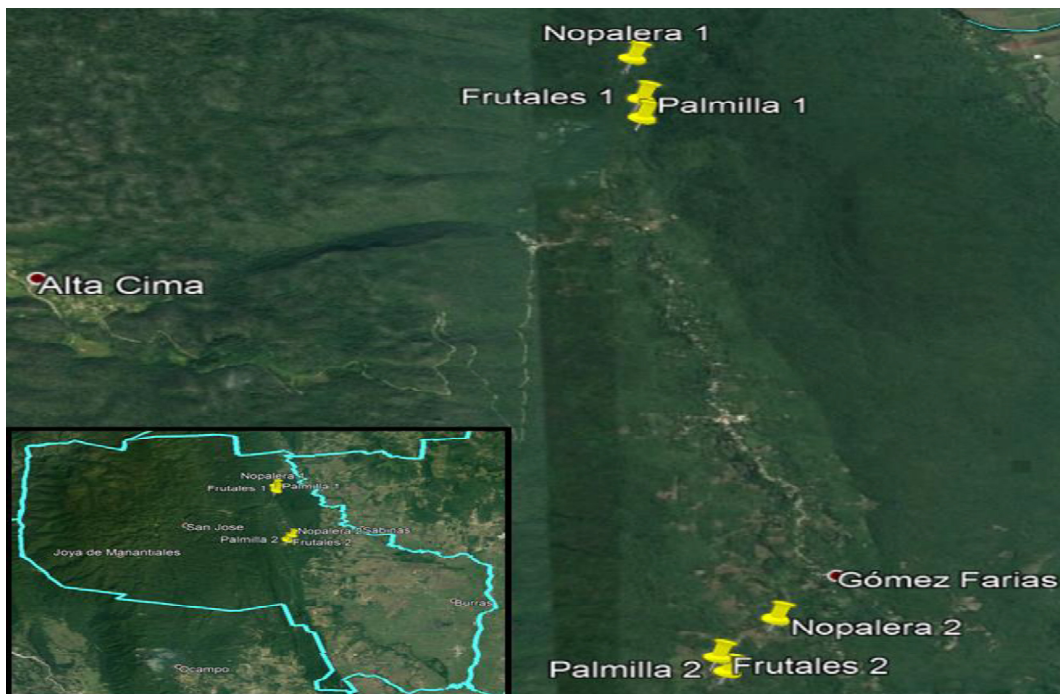 Nopalera 1
Frutales 1
Palmilla 1
Alta Cima
Gómez Farias
Nopalera 2
Palmilla 2
Frutales 2
Nopalera 1
Frutales 1
Palmilla 1
San Jose
Nopalera 2
Sabinas
Palmilla 2
Frutales 2
Joya de Manantiales
Burras
Ocampo